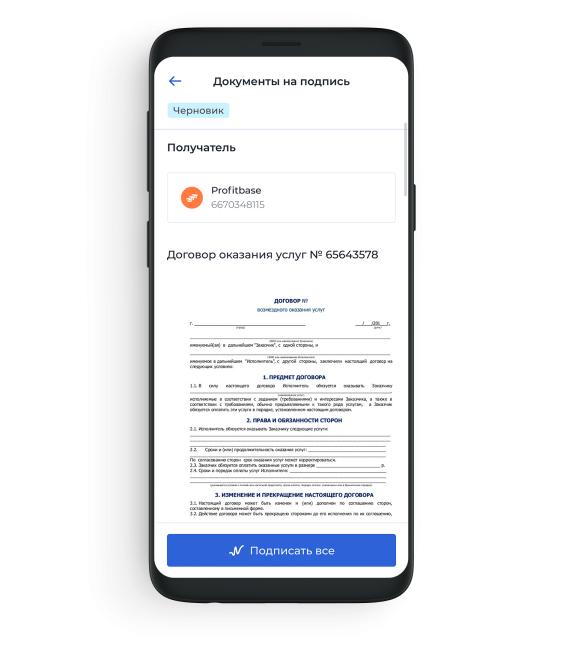 Документы на подпись
Черновик
Получатель
Profitbase
6670348115
Договор оказания услуг № 65643578
ДОГОВОР №
возмездного оказания услуг
г.
/ /201 г.
именуемый(ая) в дальнейшем "Заказчик", с одной стороны, и
именуемое в дальнейшем "Исполнитель", с другой стороны, заключили настоящий договор на
следующих условиях:
1. ПРЕДМЕТ ДОГОВОРА
1.1. В силу настоящего договора Исполнитель обязуется оказывать Заказчику
исполнимые в соответствии с заданием (требованиями) и интересами Заказчика, а также в
соответствии с требованиями, обычно предъявляемыми к такого рода услугам, а Заказчик
обязуется оплатить эти услуги в порядке, установленном настоящим договором.
2. ПРАВА И ОБЯЗАННОСТИ СТОРОН
2.1. Исполнитель обязуется оказывать Заказчику следующие услуги:
2.2. Сроки и (или) продолжительность оказания услуг:
По согласованию сторон срок оказания услуг может корректироваться.
2.3. Заказчик обязуется оплатить оказанные услуги в размере р.
2.4. Сроки и порядок оплаты услуг Исполнителю:
3. ИЗМЕНЕНИЕ И ПРЕКРАЩЕНИЕ НАСТОЯЩЕГО ДОГОВОРА
3.1. Настоящий договор может быть изменен и (или) дополнен по соглашению сторон,
составленному в письменной форме.
3.2. Действие договора может быть прекращено сторонами до его исполнения по их соглашению,
Подписать все